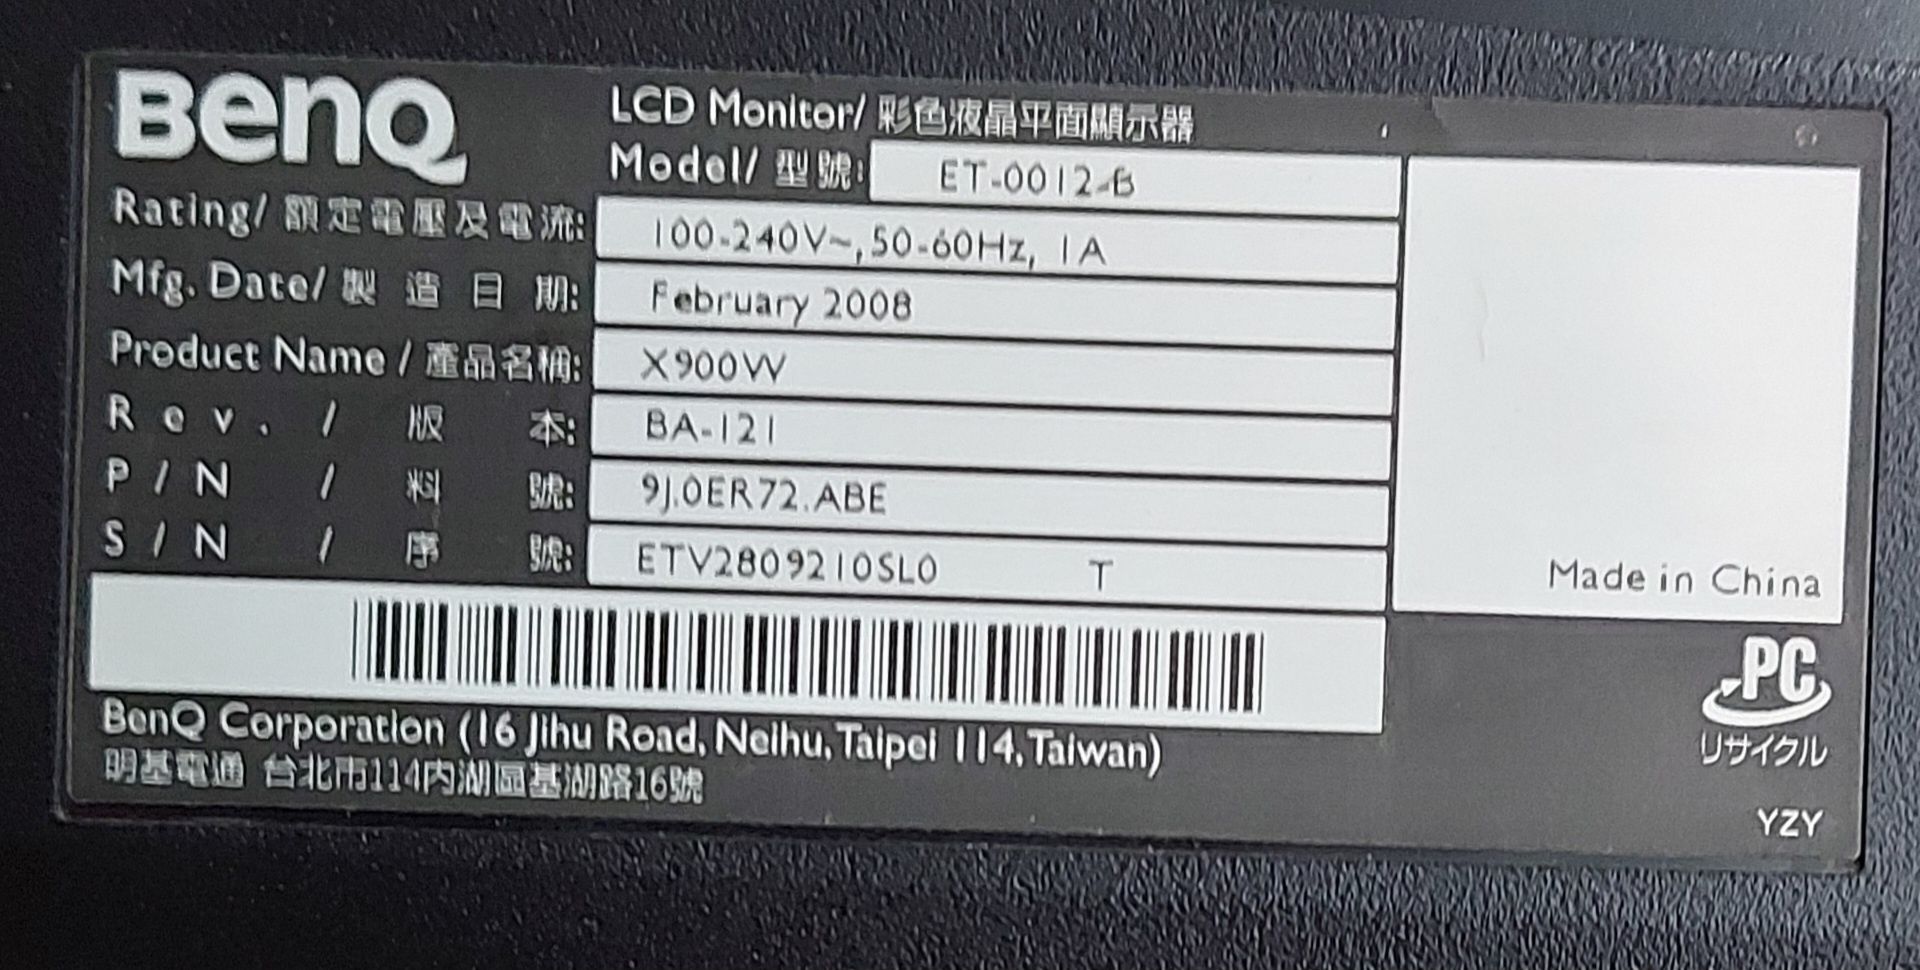 BenQ
LCD Monitor/ 彩色液晶平面顯示器
Model/ 型號: ET-0012-B
Rating/ 額定電壓及電流: 100-240V~,50-60Hz, 1A
Mfg. Date/ 製造日期: February 2008
Product Name / 產品名稱: X900W
Rev. / 版本: BA-121
P/N / 料號: 9J.0ER72.ABE
S/N / 序號: ETV2809210SL0 T
Made in China
BenQ Corporation (16 Jihu Road, Neihu, Taipei 114, Taiwan)
明基電通 台北市114內湖區基湖路16號
PC
リサイクル
YZY